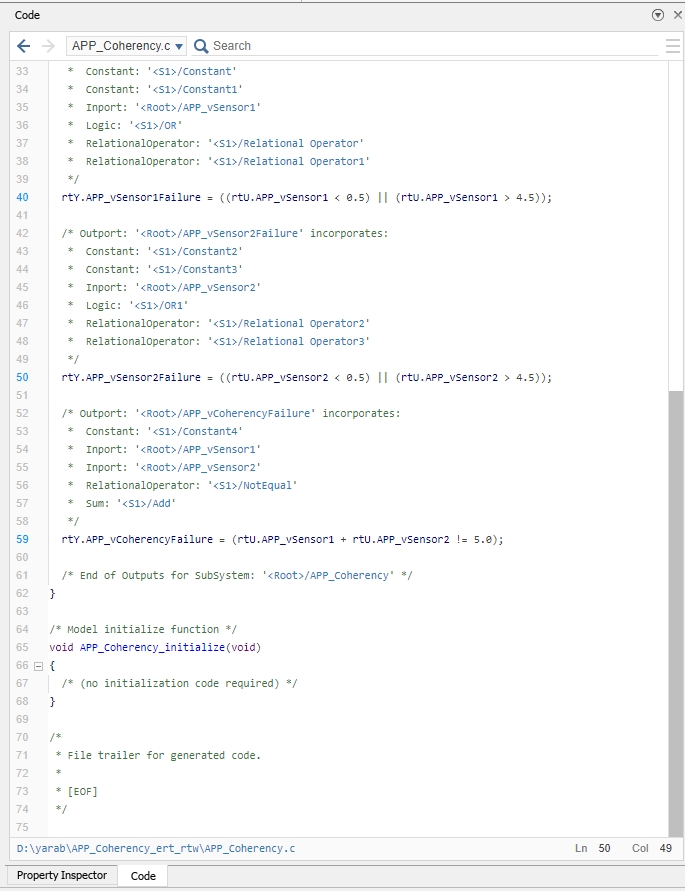 Code
APP_Coherency.c
Search
33 * Constant: '<S1>/Constant'
34 * Constant: '<S1>/Constant1'
35 * Inport: '<Root>/APP_vSensor1'
36 * Logic: '<S1>/OR'
37 * RelationalOperator: '<S1>/Relational Operator'
38 * RelationalOperator: '<S1>/Relational Operator1'
39 */
40 rtY.APP_vSensor1Failure = ((rtU.APP_vSensor1 < 0.5) || (rtU.APP_vSensor1 > 4.5));
41
42 /* Outport: '<Root>/APP_vSensor2Failure' incorporates:
43 * Constant: '<S1>/Constant2'
44 * Constant: '<S1>/Constant3'
45 * Inport: '<Root>/APP_vSensor2'
46 * Logic: '<S1>/OR1'
47 * RelationalOperator: '<S1>/Relational Operator2'
48 * RelationalOperator: '<S1>/Relational Operator3'
49 */
50 rtY.APP_vSensor2Failure = ((rtU.APP_vSensor2 < 0.5) || (rtU.APP_vSensor2 > 4.5));
51
52 /* Outport: '<Root>/APP_vCoherencyFailure' incorporates:
53 * Constant: '<S1>/Constant4'
54 * Inport: '<Root>/APP_vSensor1'
55 * Inport: '<Root>/APP_vSensor2'
56 * RelationalOperator: '<S1>/NotEqual'
57 * Sum: '<S1>/Add'
58 */
59 rtY.APP_vCoherencyFailure = (rtU.APP_vSensor1 + rtU.APP_vSensor2 != 5.0);
60
61 /* End of Outputs for SubSystem: '<Root>/APP_Coherency' */
62 }
63
64 /* Model initialize function */
65 void APP_Coherency_initialize(void)
66 {
67 /* (no initialization code required) */
68 }
69
70 /*
71 * File trailer for generated code.
72 *
73 * [EOF]
74 */
75
D:\yarab\APP_Coherency_ert_rtw\APP_Coherency.c Ln 50 Col 49
Property Inspector Code